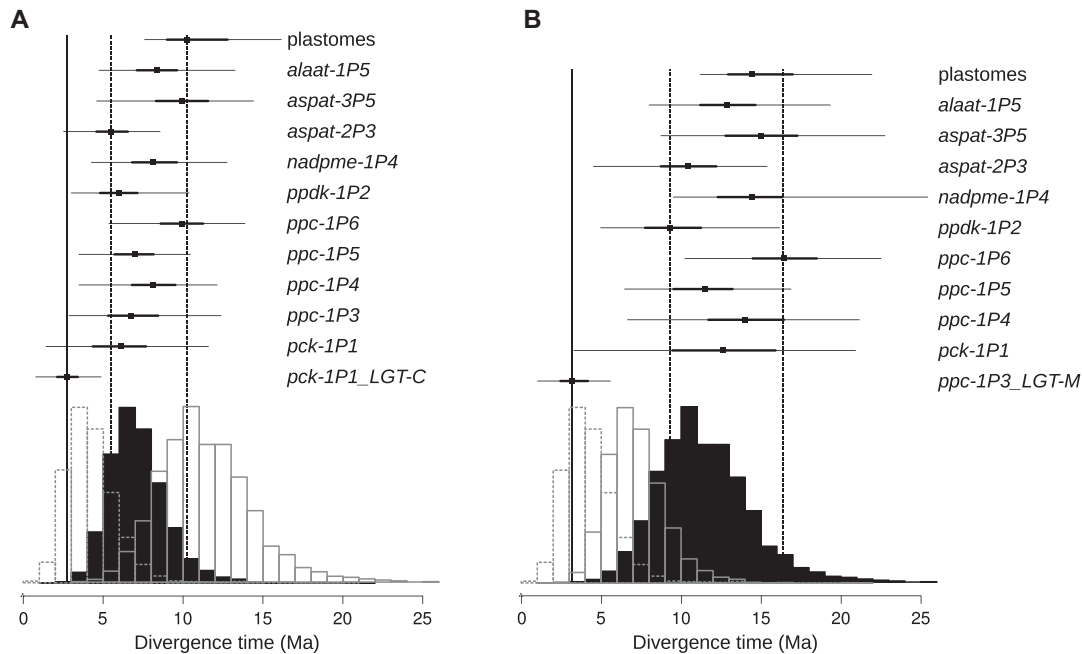 A
plastomes
alaat-1P5
aspat-3P5
aspat-2P3
nadpme-1P4
ppdk-1P2
ppc-1P6
ppc-1P5
ppc-1P4
ppc-1P3
pck-1P1
pck-1P1_LGT-C
0 5 10 15 20 25
Divergence time (Ma)
B
plastomes
alaat-1P5
aspat-3P5
aspat-2P3
nadpme-1P4
ppdk-1P2
ppc-1P6
ppc-1P5
ppc-1P4
pck-1P1
ppc-1P3_LGT-M
0 5 10 15 20 25
Divergence time (Ma)